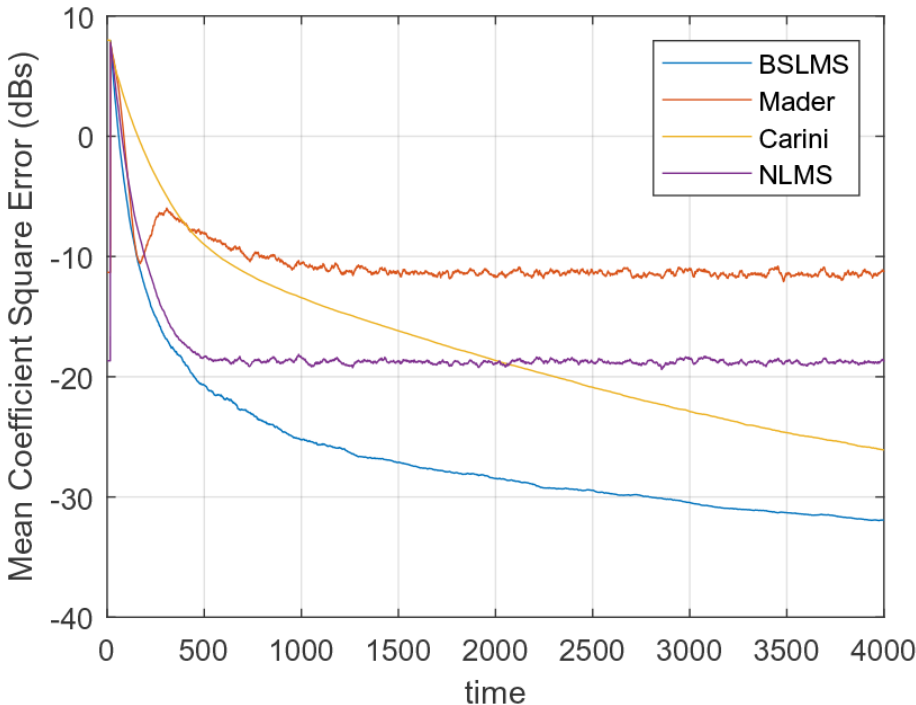 Mean Coefficient Square Error (dBs)
10
0
-10
-20
-30
-40
BSLMS
Mader
Carini
NLMS
0 500 1000 1500 2000 2500 3000 3500 4000
time